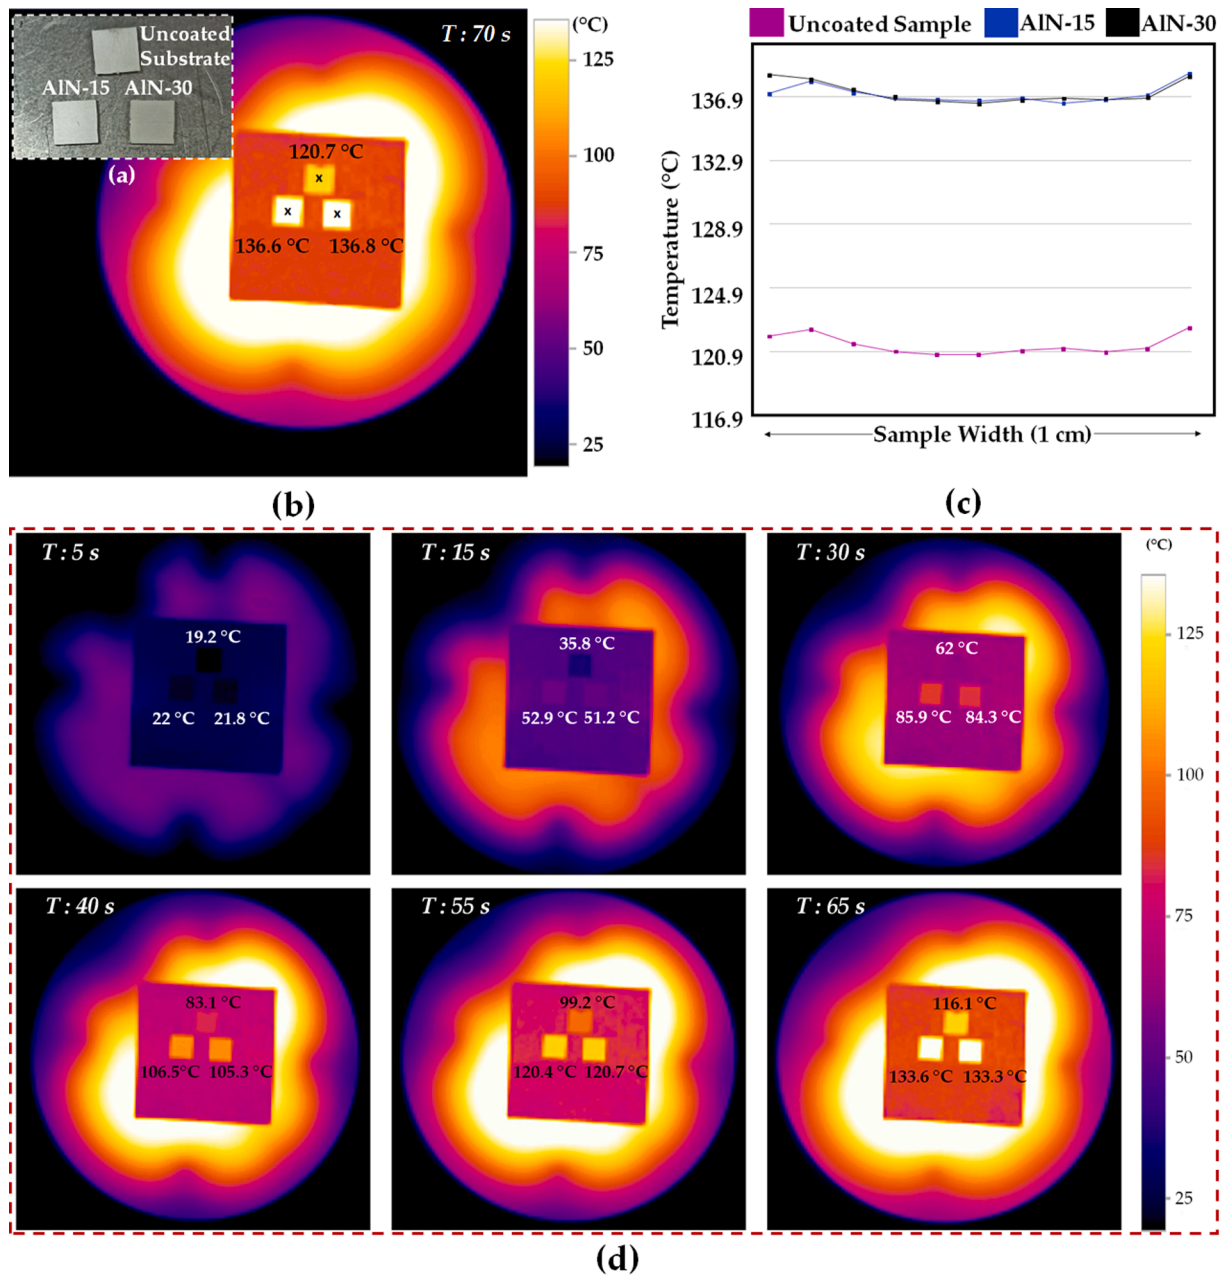 Uncoated
Substrate
AlN-15 AlN-30
(a)
T : 70 s
(°C)
125
100
75
50
25
120.7 °C
x
x x
136.6 °C 136.8 °C
(b)
Uncoated Sample AlN-15 AlN-30
Temperature (°C)
136.9
132.9
128.9
124.9
120.9
116.9
Sample Width (1 cm)
(c)
T : 5 s
19.2 °C
22 °C 21.8 °C
T : 15 s
35.8 °C
52.9 °C 51.2 °C
T : 30 s
62 °C
85.9 °C 84.3 °C
(°C)
125
100
75
50
25
T : 40 s
83.1 °C
106.5°C 105.3 °C
T : 55 s
99.2 °C
120.4 °C 120.7 °C
T : 65 s
116.1 °C
133.6 °C 133.3 °C
(d)